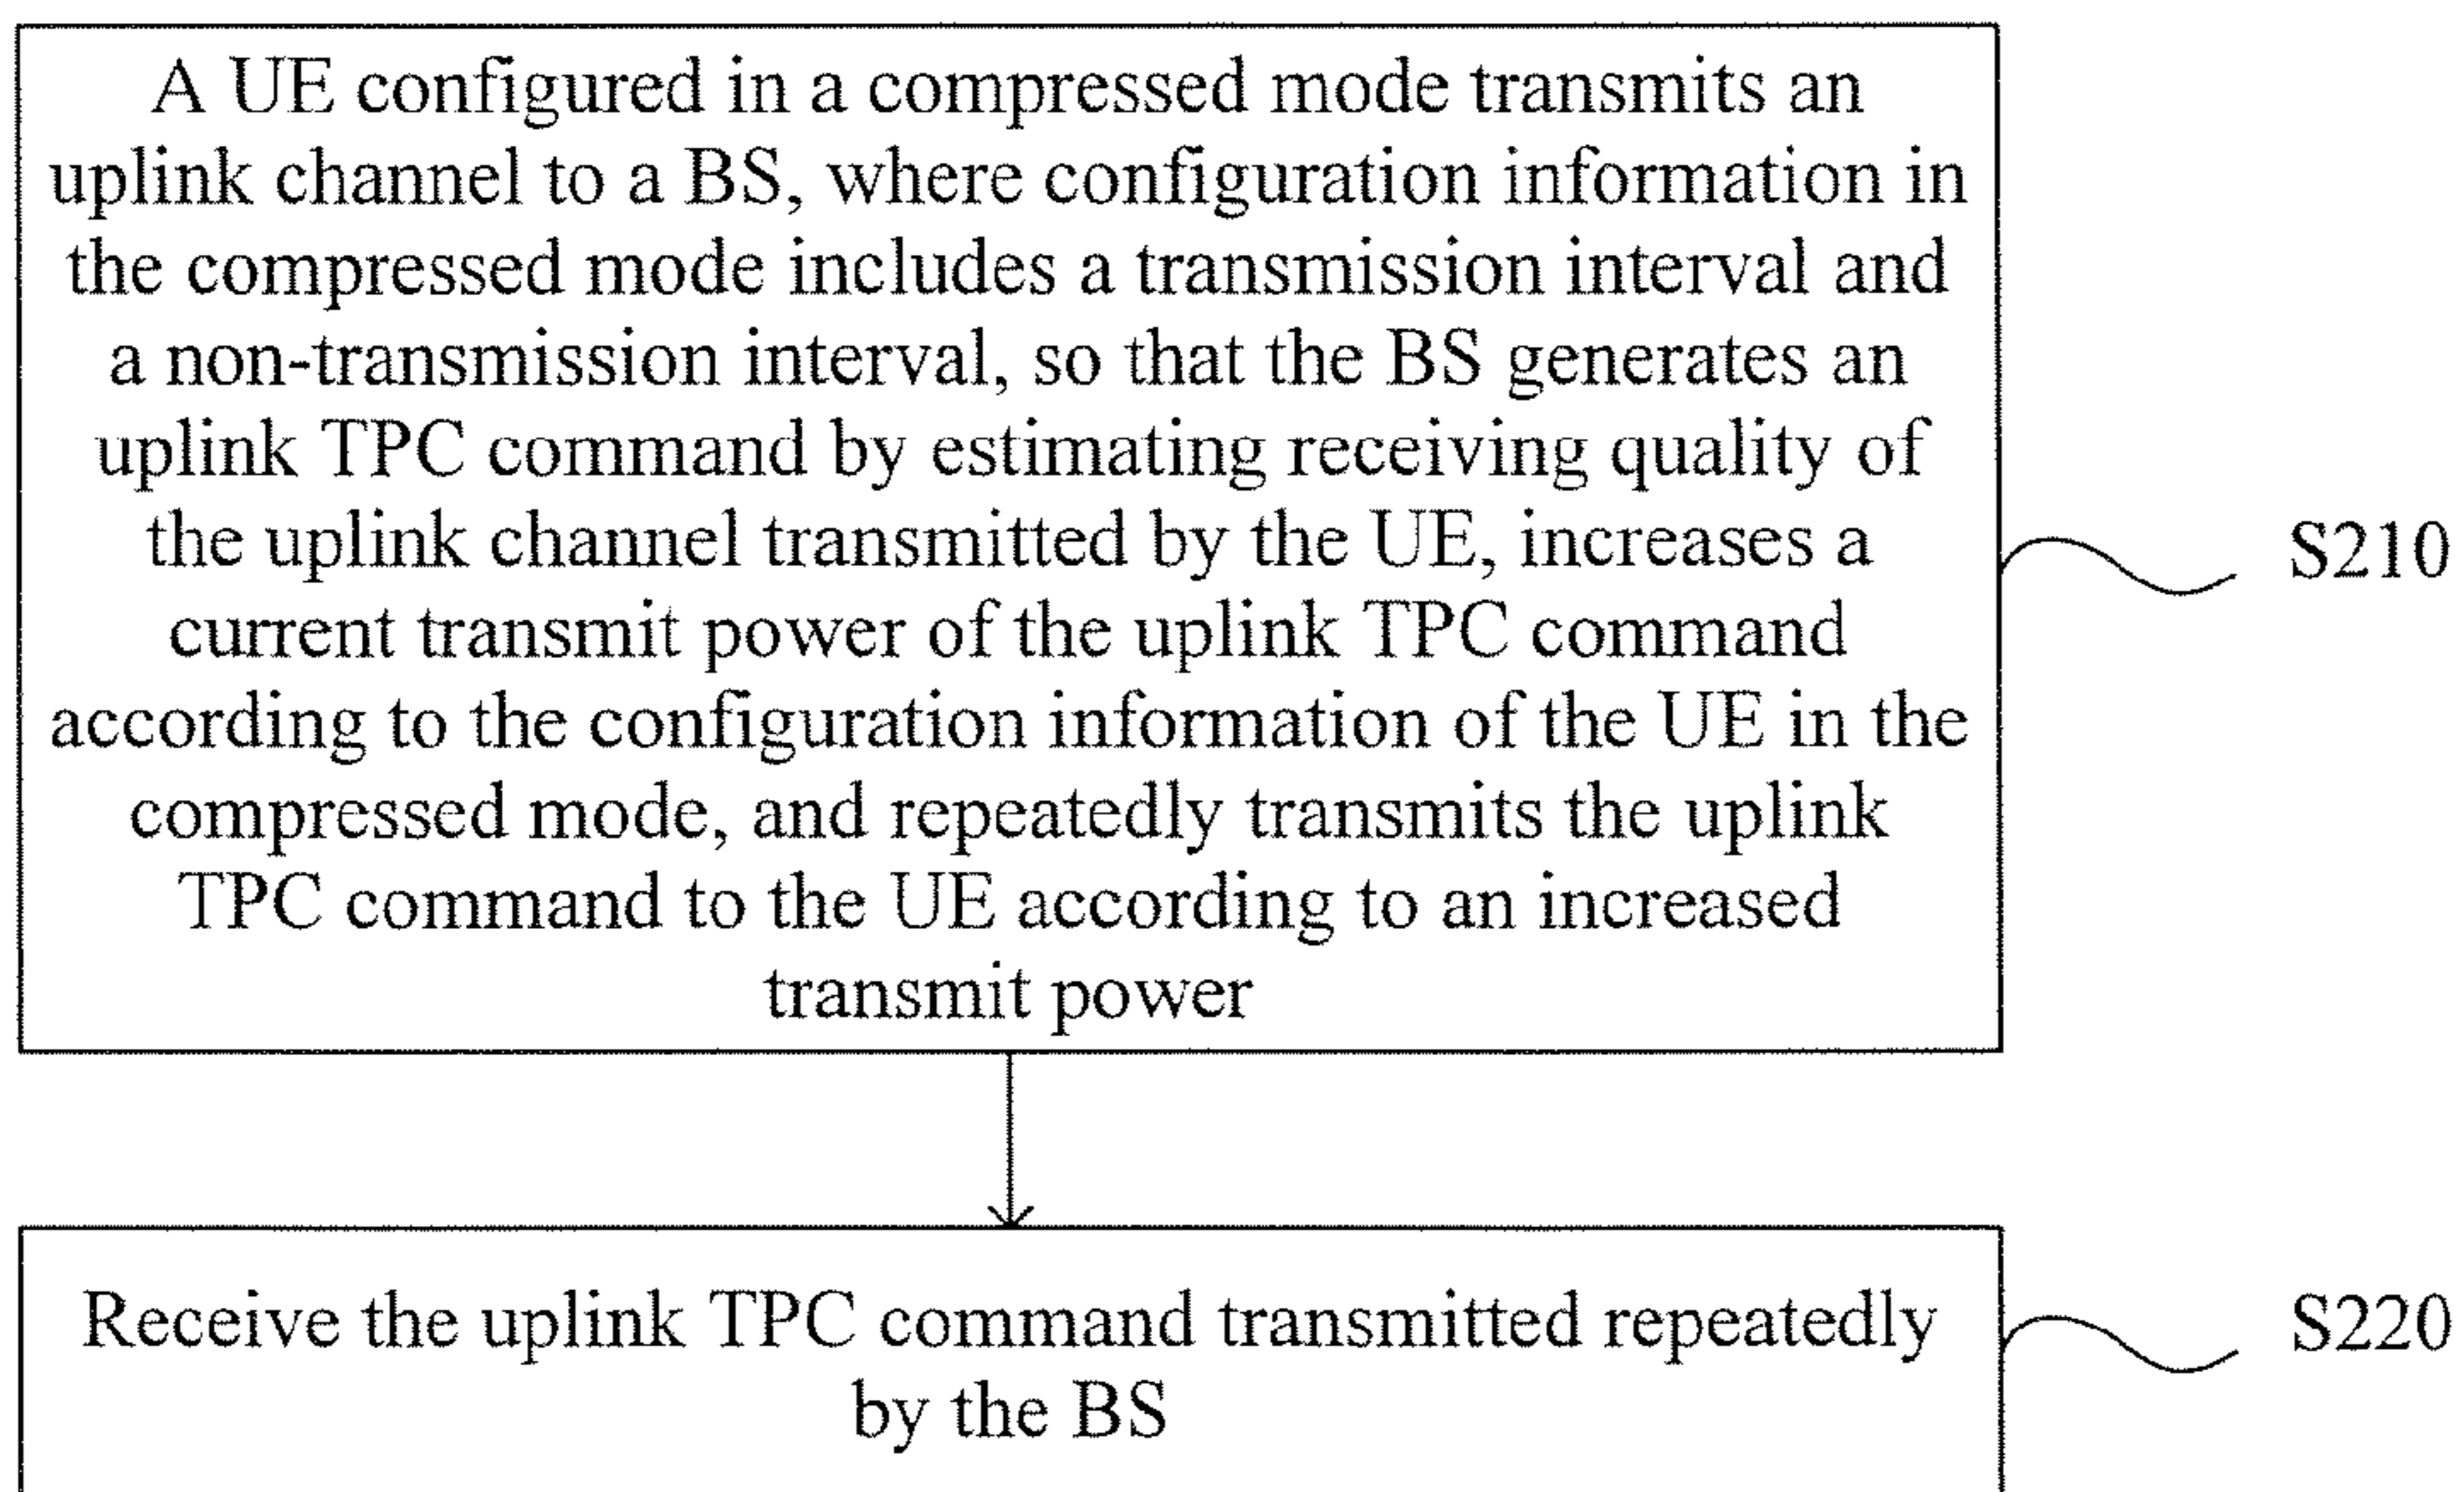 A UE configured in a compressed mode transmits an
uplink channel to a BS, where configuration information in
the compressed mode includes a transmission interval and
a non-transmission interval, so that the BS generates an
uplink TPC command by estimating receiving quality of
the uplink channel transmitted by the UE, increases a
current transmit power of the uplink TPC command
according to the configuration information of the UE in the
compressed mode, and repeatedly transmits the uplink
TPC command to the UE according to an increased
transmit power
S210
Receive the uplink TPC command transmitted repeatedly
by the BS
S220